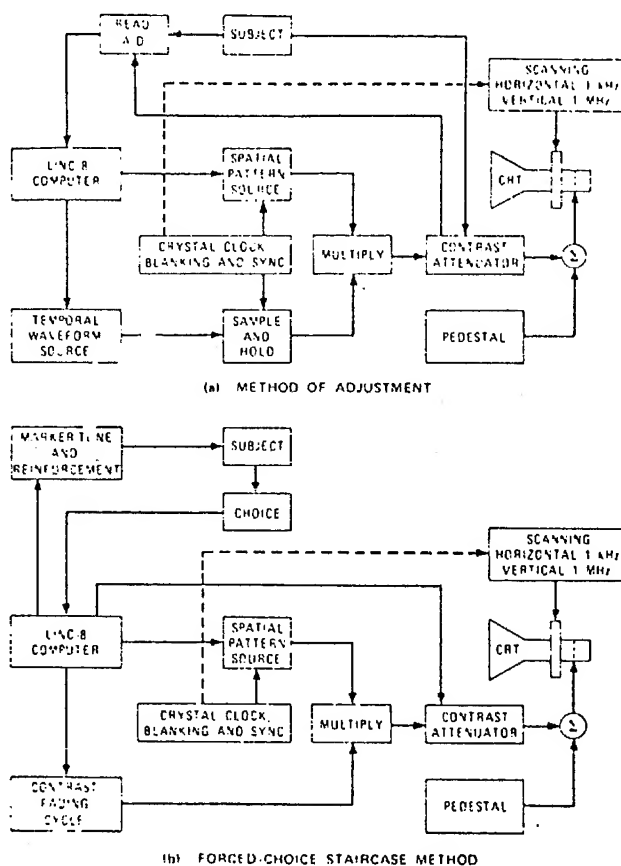 READ
A-D
SUBJECT
SCANNING
HORIZONTAL 1 kHz
VERTICAL 1 MHz
LINC-8
COMPUTER
SPATIAL
PATTERN
SOURCE
CRT
CRYSTAL CLOCK
BLANKING AND SYNC
MULTIPLY
CONTRAST
ATTENUATOR
Σ
TEMPORAL
WAVEFORM
SOURCE
SAMPLE
AND
HOLD
PEDESTAL
(a) METHOD OF ADJUSTMENT
MARKER TONE
AND
REINFORCEMENT
SUBJECT
CHOICE
SCANNING
HORIZONTAL 1 kHz
VERTICAL 1 MHz
LINC-8
COMPUTER
SPATIAL
PATTERN
SOURCE
CRT
CRYSTAL CLOCK,
BLANKING AND SYNC
MULTIPLY
CONTRAST
ATTENUATOR
Σ
CONTRAST
FADING
CYCLE
PEDESTAL
(b) FORCED-CHOICE STAIRCASE METHOD